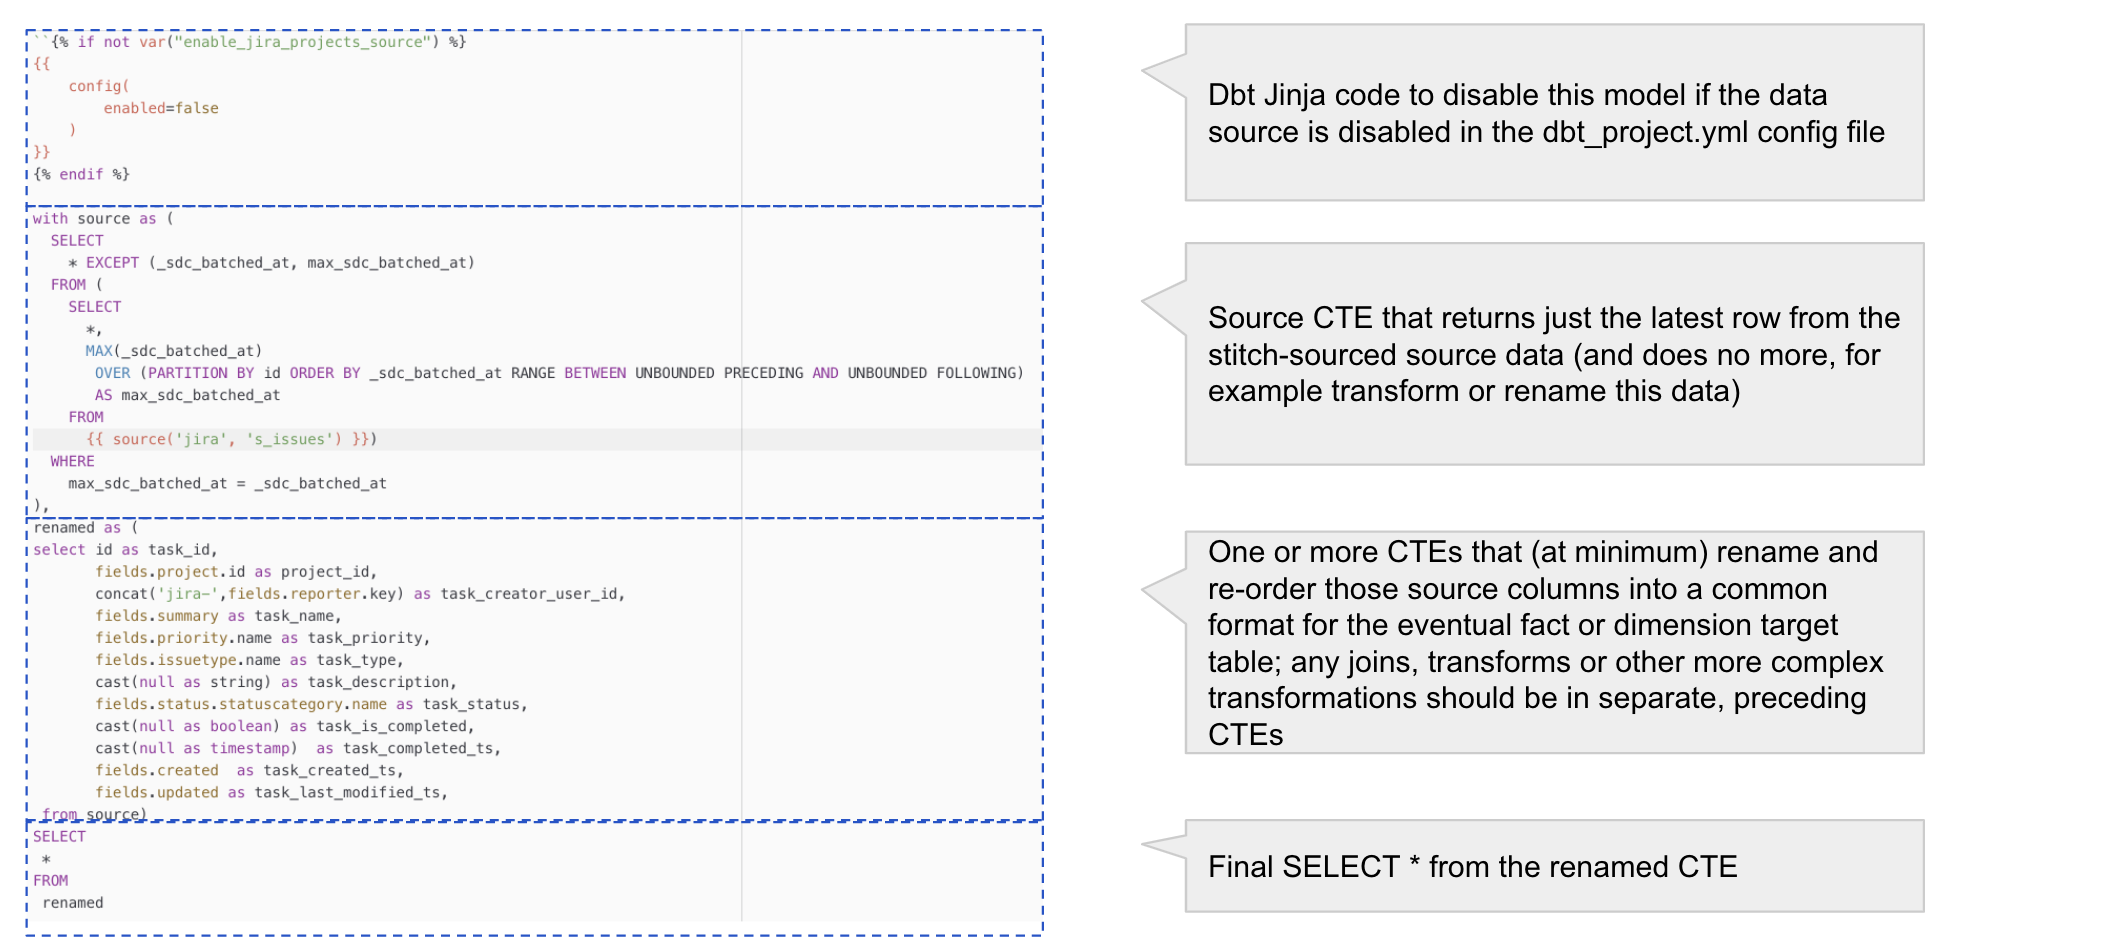 ``{% if not var("enable_jira_projects_source") %}
{{
    config(
        enabled=false
    )
}}
{% endif %}
with source as (
  SELECT
    * EXCEPT (_sdc_batched_at, max_sdc_batched_at)
  FROM (
    SELECT
      *,
      MAX(_sdc_batched_at)
       OVER (PARTITION BY id ORDER BY _sdc_batched_at RANGE BETWEEN UNBOUNDED PRECEDING AND UNBOUNDED FOLLOWING)
       AS max_sdc_batched_at
    FROM
      {{ source('jira', 's_issues') }})
  WHERE
    max_sdc_batched_at = _sdc_batched_at
),
renamed as (
select id as task_id,
       fields.project.id as project_id,
       concat('jira-',fields.reporter.key) as task_creator_user_id,
       fields.summary as task_name,
       fields.priority.name as task_priority,
       fields.issuetype.name as task_type,
       cast(null as string) as task_description,
       fields.status.statuscategory.name as task_status,
       cast(null as boolean) as task_is_completed,
       cast(null as timestamp)  as task_completed_ts,
       fields.created  as task_created_ts,
       fields.updated as task_last_modified_ts,
 from source)
SELECT
 *
FROM
 renamed
Dbt Jinja code to disable this model if the data
source is disabled in the dbt_project.yml config file
Source CTE that returns just the latest row from the
stitch-sourced source data (and does no more, for
example transform or rename this data)
One or more CTEs that (at minimum) rename and
re-order those source columns into a common
format for the eventual fact or dimension target
table; any joins, transforms or other more complex
transformations should be in separate, preceding
CTEs
Final SELECT * from the renamed CTE